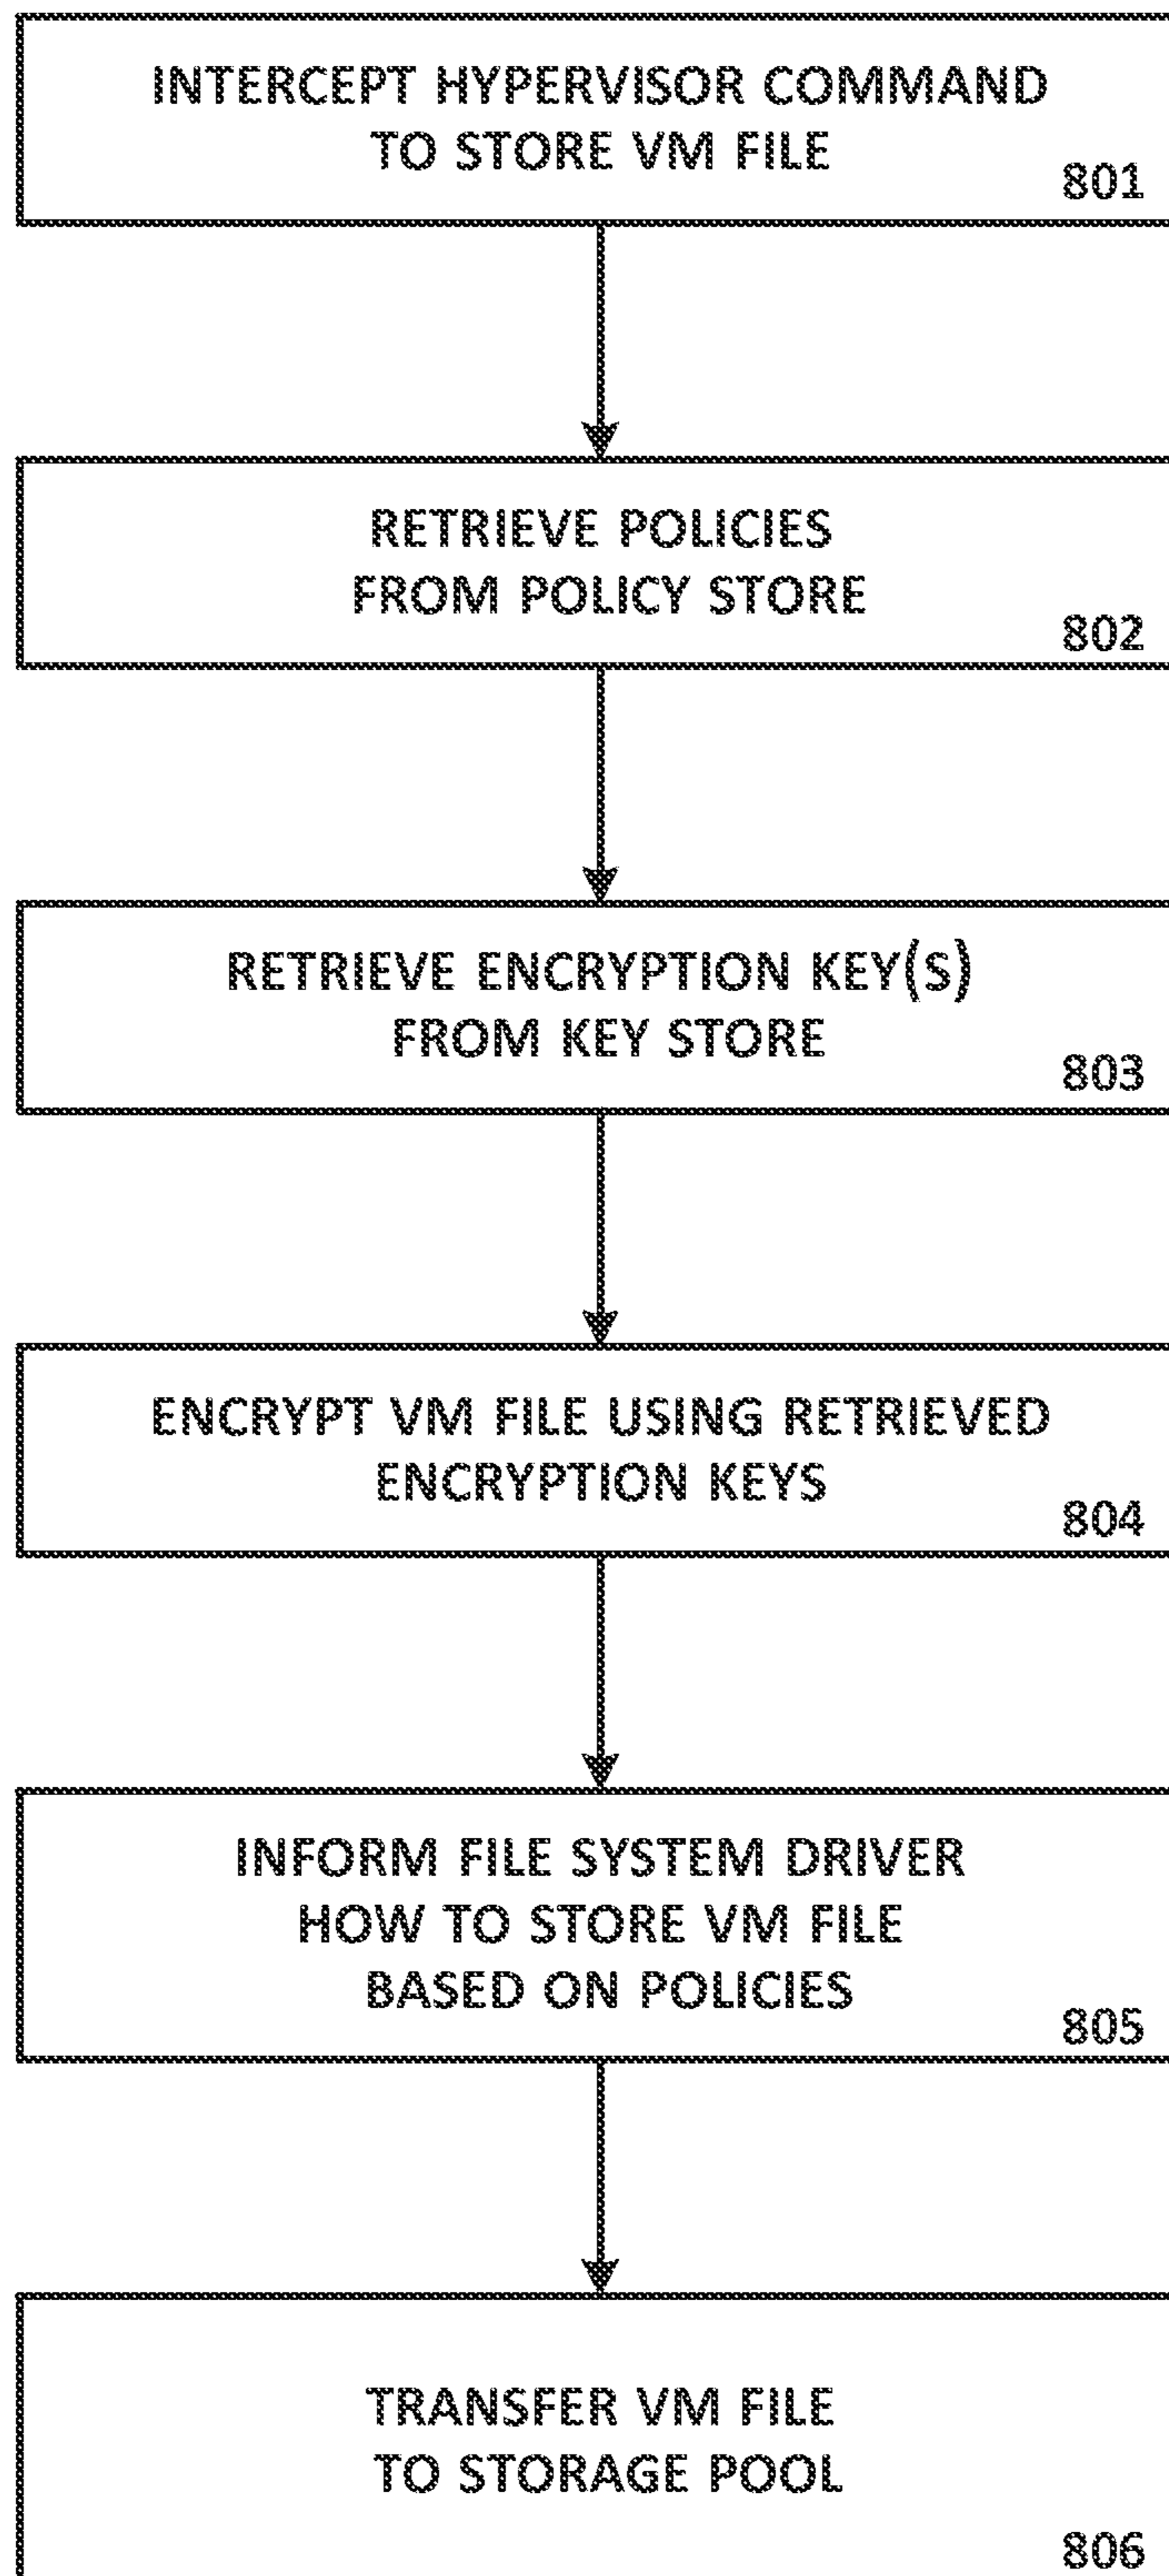 INTERCEPT HYPERVISOR COMMAND
TO STORE VM FILE
801
RETRIEVE POLICIES
FROM POLICY STORE
802
RETRIEVE ENCRYPTION KEY(S)
FROM KEY STORE
803
ENCRYPT VM FILE USING RETRIEVED
ENCRYPTION KEYS
804
INFORM FILE SYSTEM DRIVER
HOW TO STORE VM FILE
BASED ON POLICIES
805
TRANSFER VM FILE
TO STORAGE POOL
806